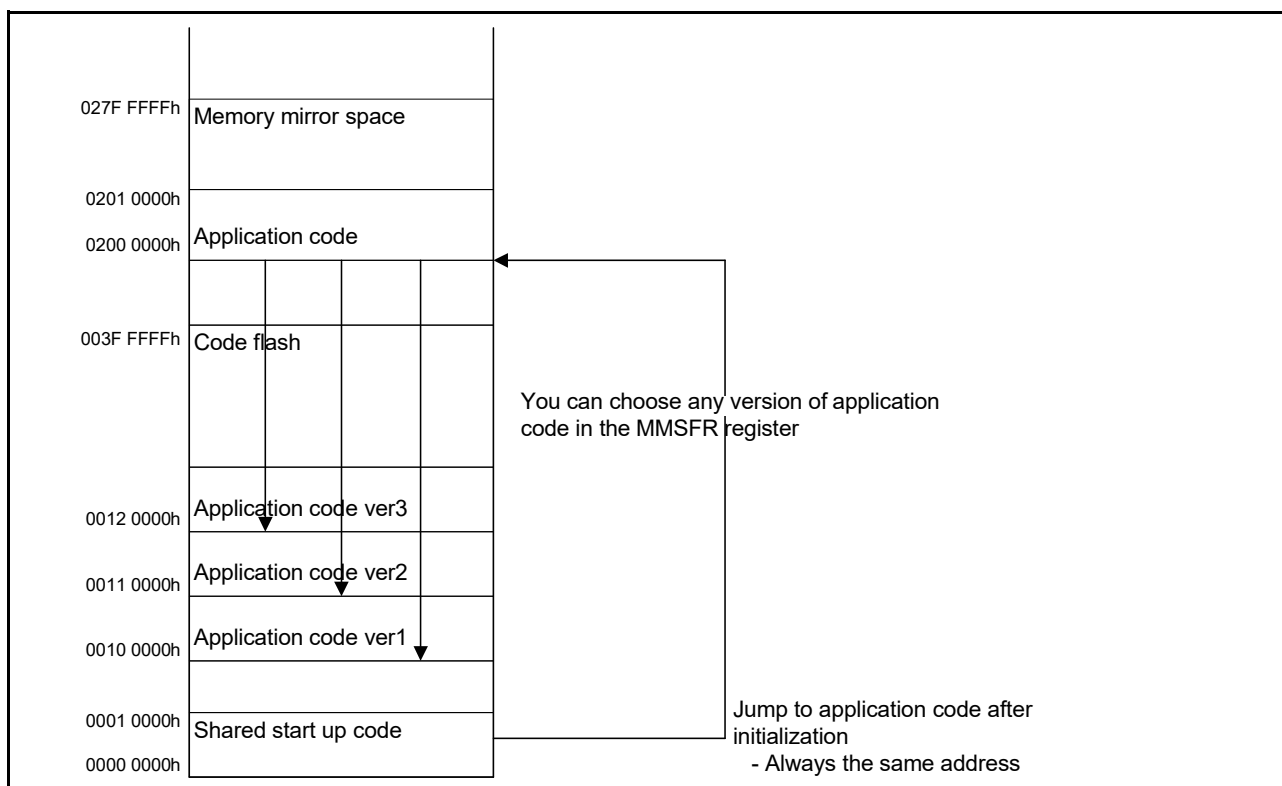 027F FFFFh
Memory mirror space
0201 0000h
Application code
0200 0000h
003F FFFFh
Code flash
You can choose any version of application
code in the MMSFR register
Application code ver3
0012 0000h
Application code ver2
0011 0000h
Application code ver1
0010 0000h
0001 0000h
Shared start up code
Jump to application code after
initialization
- Always the same address
0000 0000h